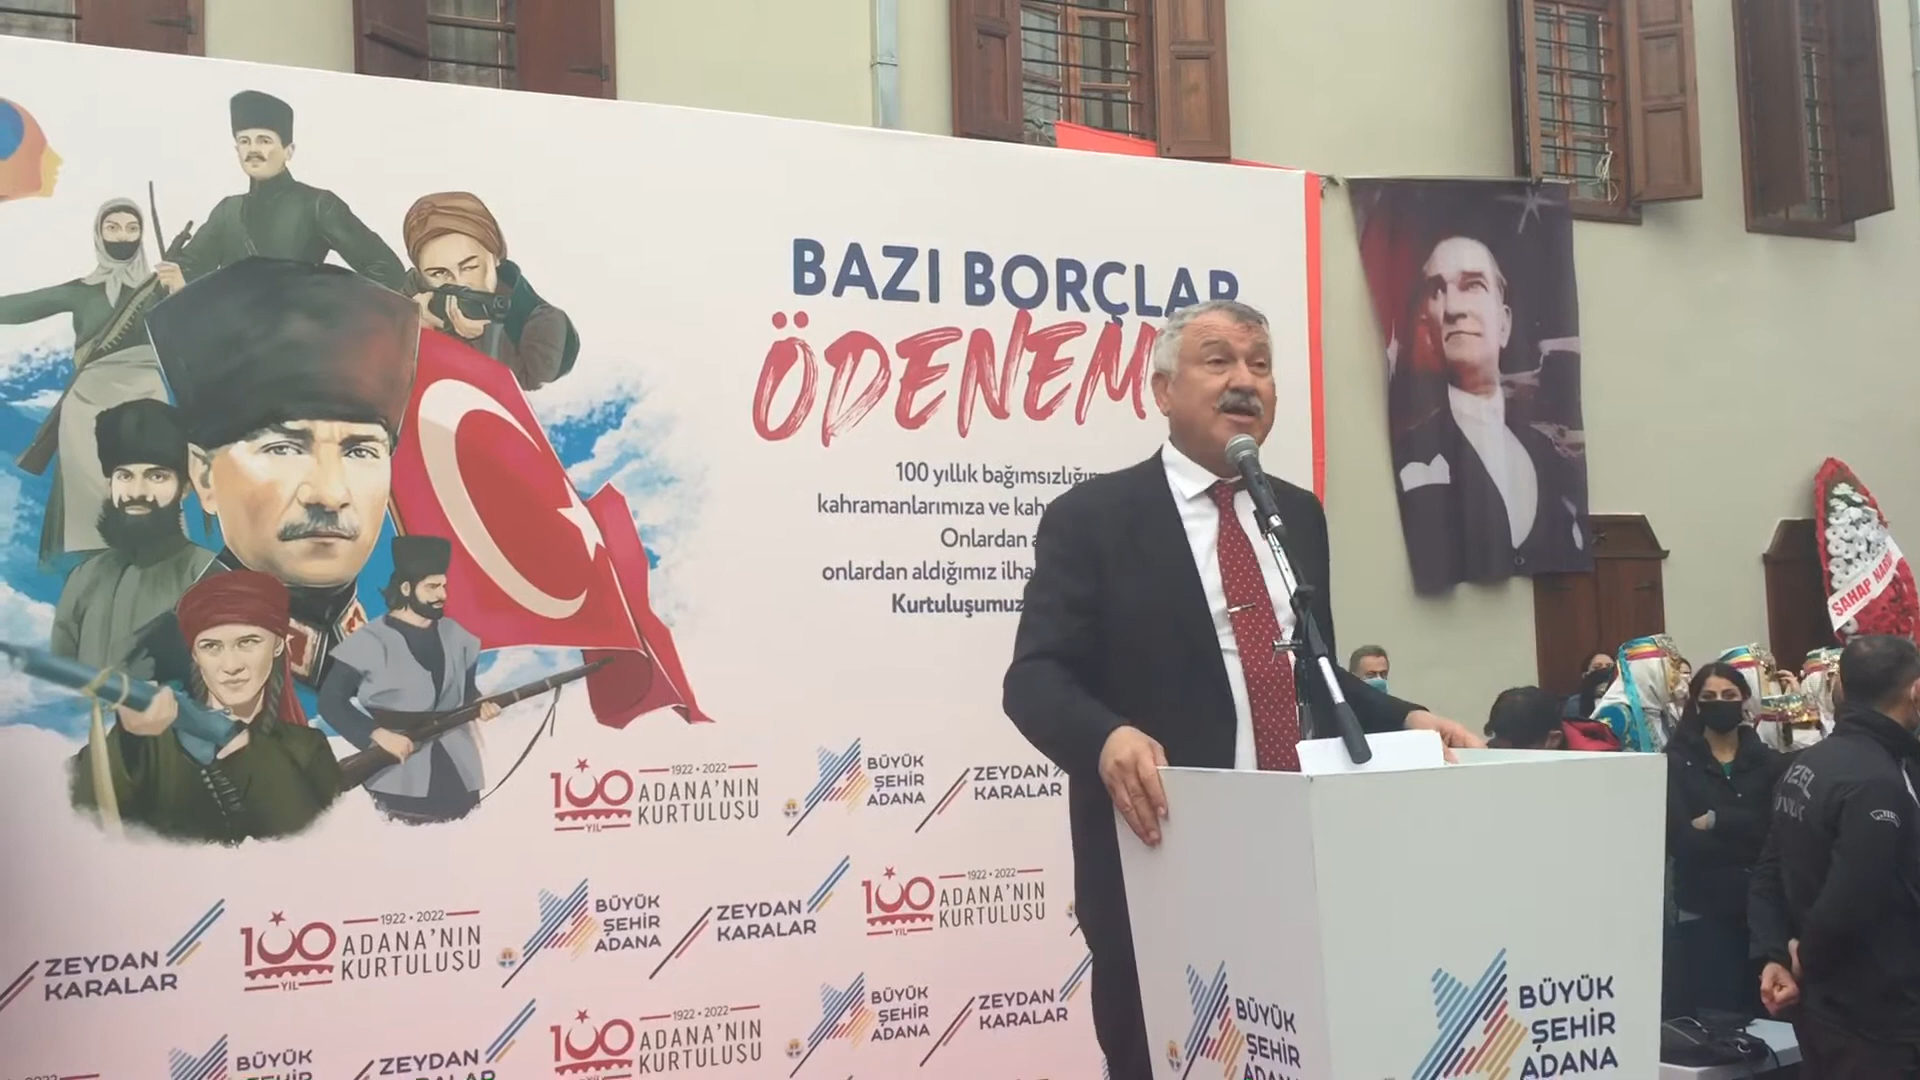 BAZI BORÇLAR
ÖDENEM
100 yıllık bağımsızlığım
kahramanlarımıza ve kah
Onlardan a
onlardan aldığımız ilha
Kurtuluşumuz
SAHAP
100 YIL 1922 • 2022 ADANA'NIN KURTULUŞU
BÜYÜK ŞEHİR ADANA
ZEYDAN KARALAR
ZEYDAN KARALAR
100 YIL 1922 • 2022 ADANA'NIN KURTULUŞU
BÜYÜK ŞEHİR ADANA
ZEYDAN KARALAR
100 YIL 1922 • 2022 ADANA'NIN KURTULUŞU
BÜYÜK ŞEHİR
ZEYDAN KARALAR
100 YIL 1922 • 2022 ADANA'NIN KURTULUŞU
BÜYÜK ŞEHİR ADANA
ZEYDAN KARALAR
BÜYÜK ŞEHİR ADANA
BÜYÜK ŞEHİR ADANA